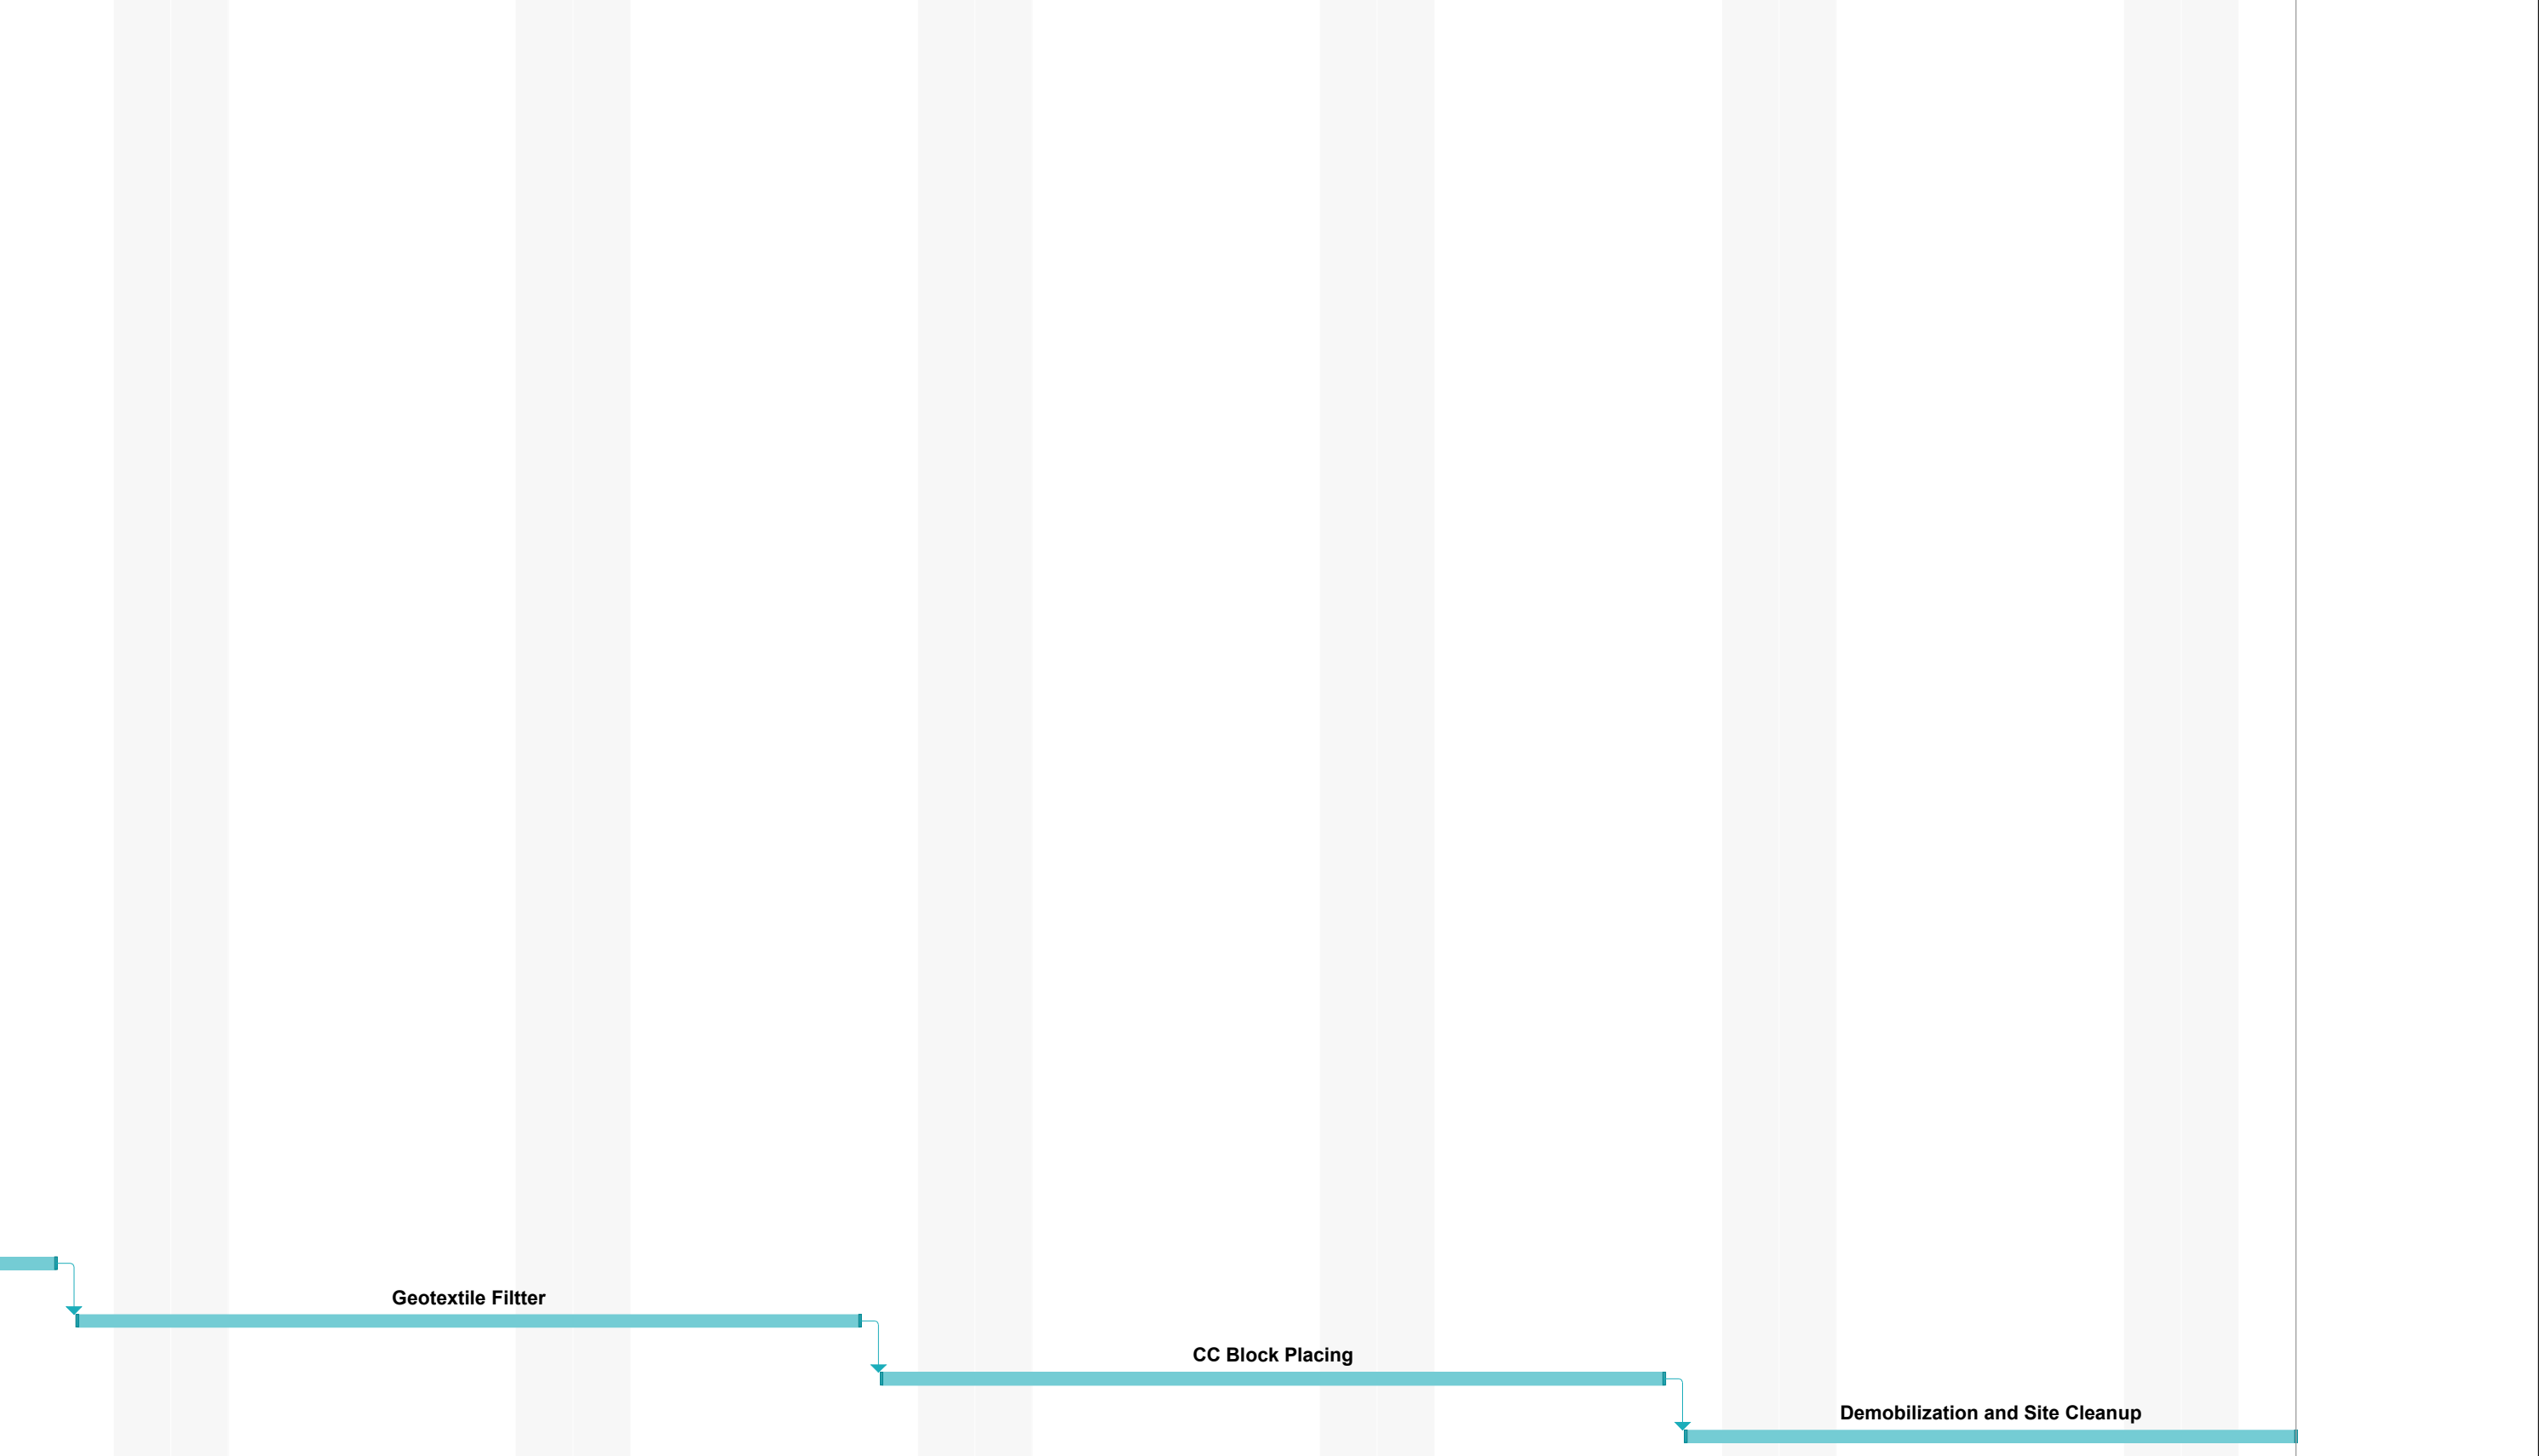 Geotextile Filtter
CC Block Placing
Demobilization and Site Cleanup